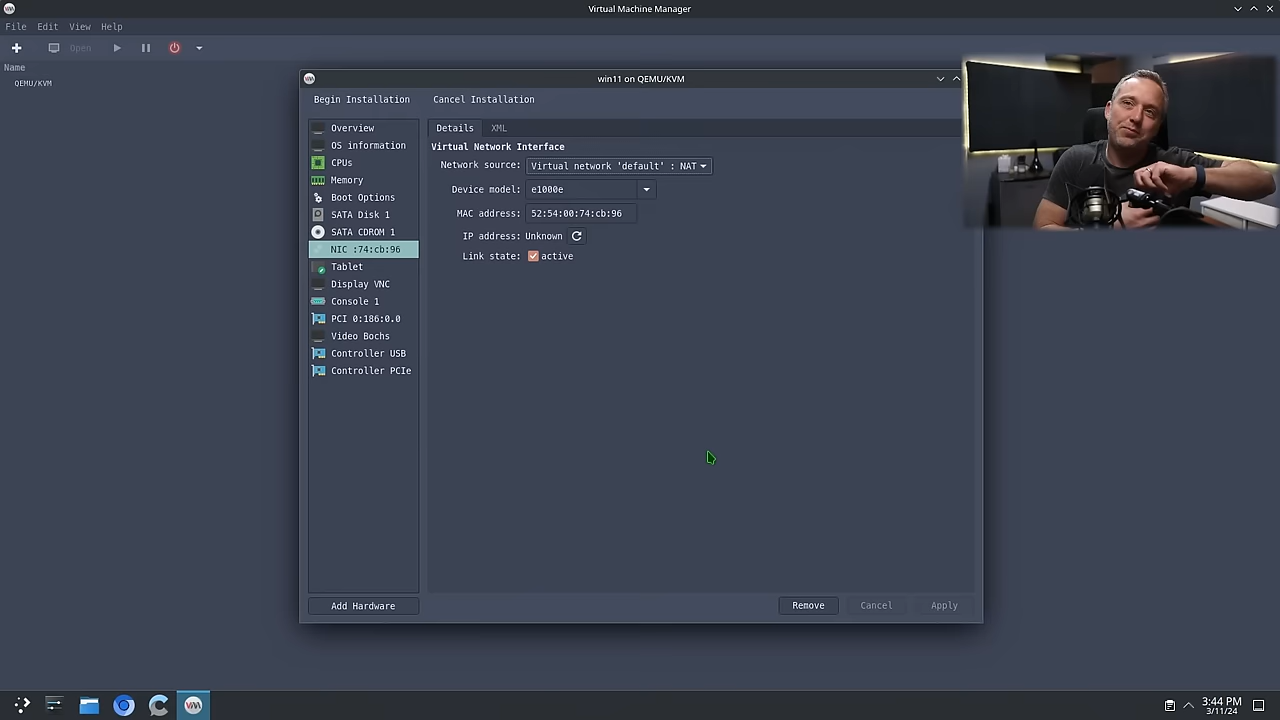 Virtual Machine Manager
File Edit View Help
Open
Name
QEMU/KVM
win11 on QEMU/KVM
Begin Installation Cancel Installation
Overview
OS information
CPUs
Memory
Boot Options
SATA Disk 1
SATA CDROM 1
NIC :74:cb:96
Tablet
Display VNC
Console 1
PCI 0:186:0.0
Video Bochs
Controller USB
Controller PCIe
Add Hardware
Details XML
Virtual Network Interface
Network source: Virtual network 'default' : NAT
Device model: e1000e
MAC address: 52:54:00:74:cb:96
IP address: Unknown
Link state: active
Remove Cancel Apply
3:44 PM
3/11/24